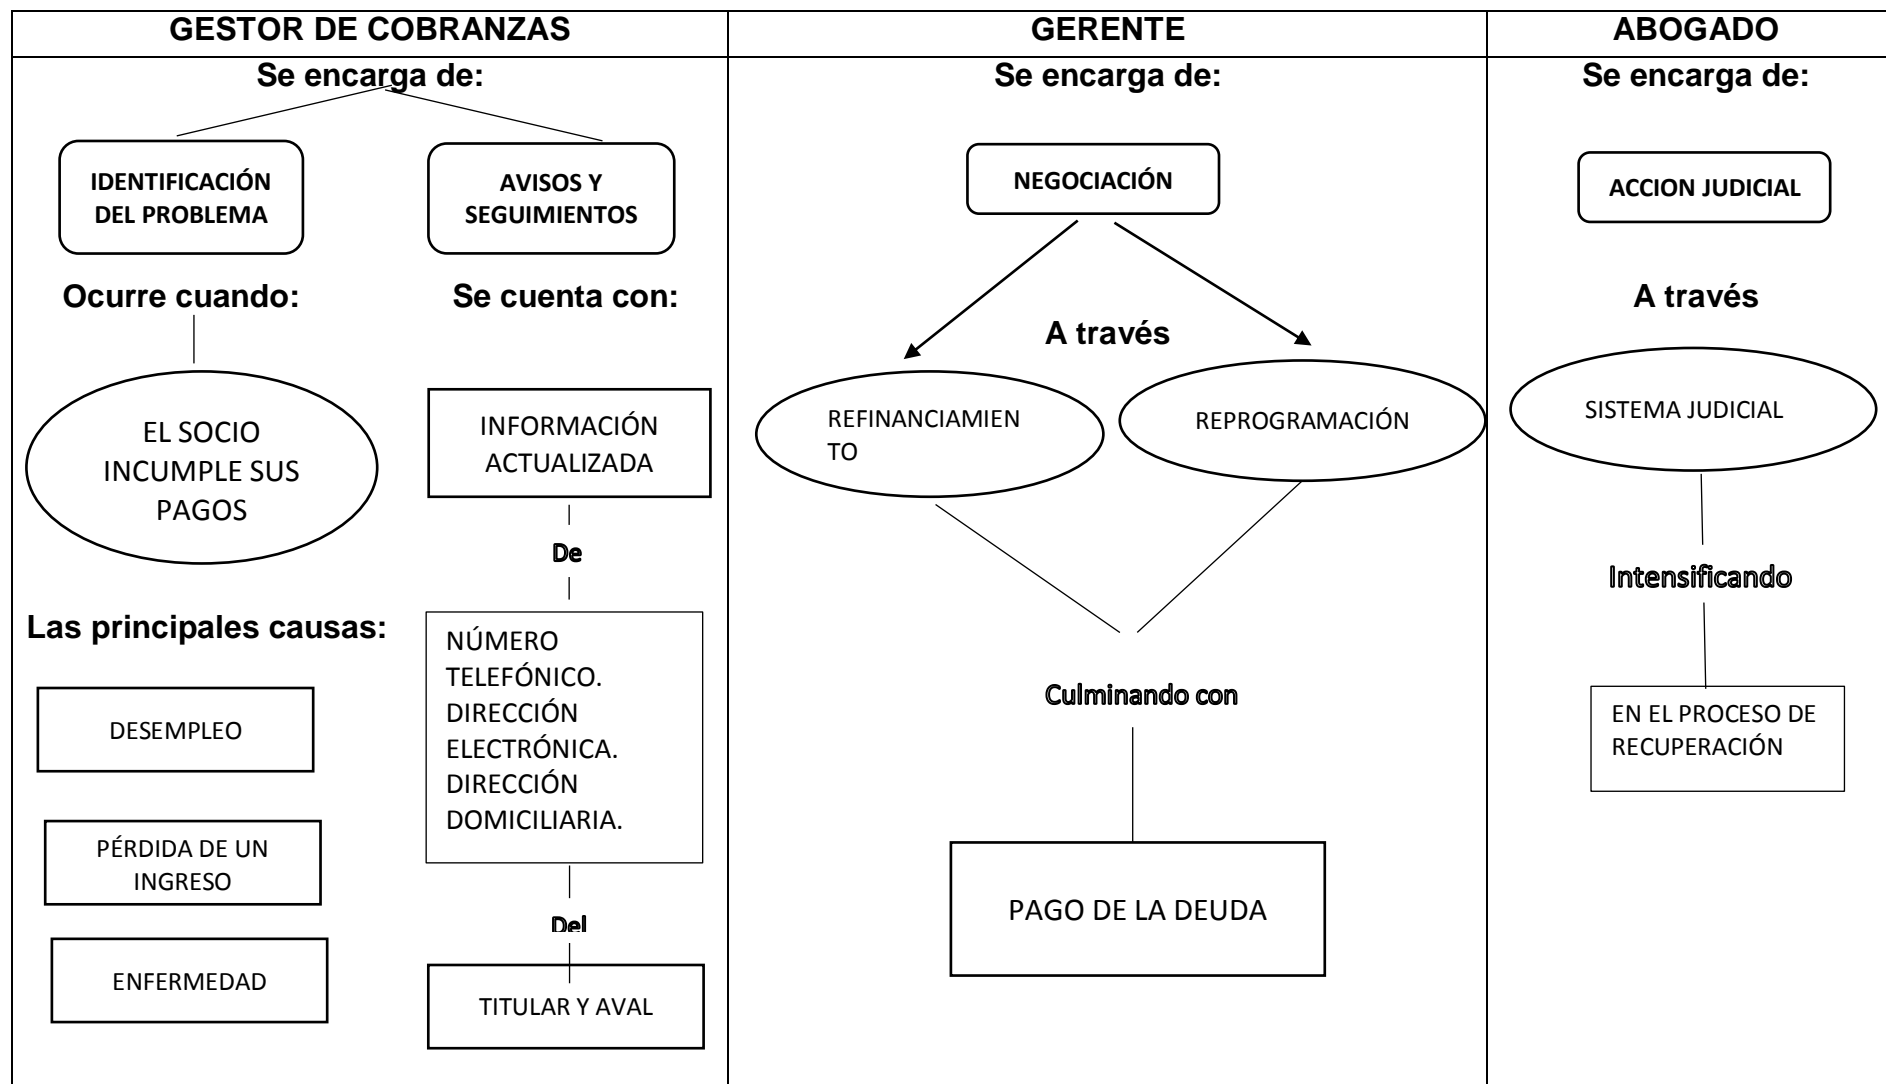 GESTOR DE COBRANZAS
GERENTE
ABOGADO
Se encarga de:
IDENTIFICACIÓN
DEL PROBLEMA
AVISOS Y
SEGUIMIENTOS
Ocurre cuando:
Se cuenta con:
EL SOCIO
INCUMPLE SUS
PAGOS
INFORMACIÓN
ACTUALIZADA
De
Las principales causas:
NÚMERO
TELEFÓNICO.
DIRECCIÓN
ELECTRÓNICA.
DIRECCIÓN
DOMICILIARIA.
DESEMPLEO
PÉRDIDA DE UN
INGRESO
ENFERMEDAD
Del
TITULAR Y AVAL
Se encarga de:
NEGOCIACIÓN
A través
REFINANCIAMIEN
TO
REPROGRAMACIÓN
Culminando con
PAGO DE LA DEUDA
Se encarga de:
ACCION JUDICIAL
A través
SISTEMA JUDICIAL
Intensificando
EN EL PROCESO DE
RECUPERACIÓN